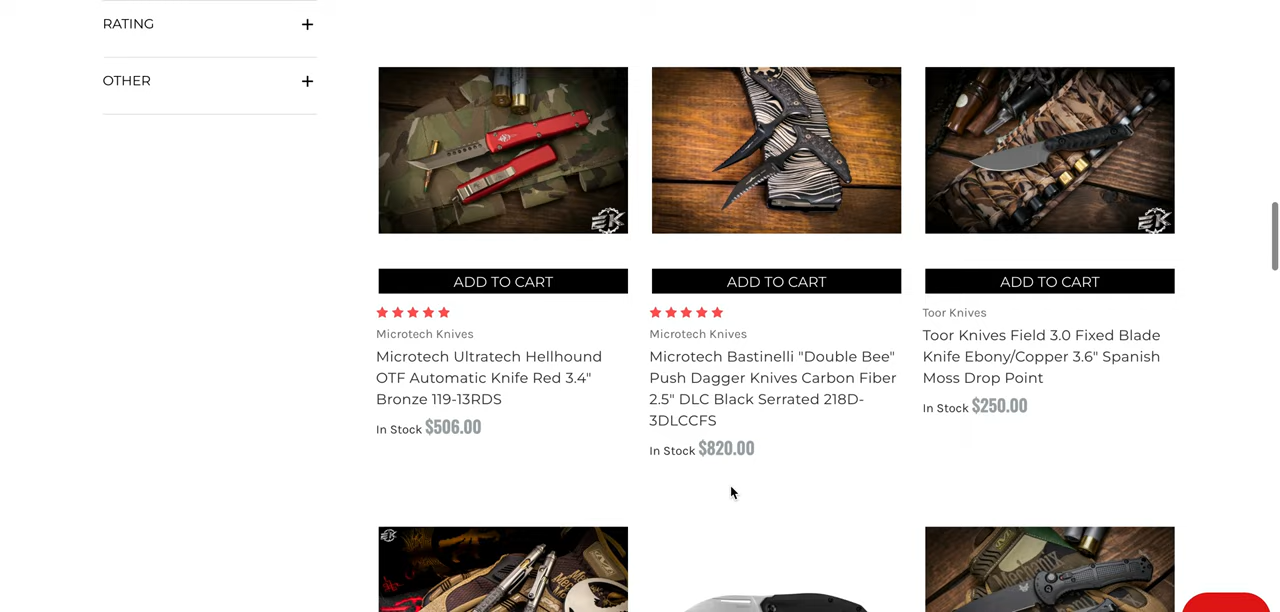 RATING +
OTHER +
EK
EK
ADD TO CART
ADD TO CART
ADD TO CART
Microtech Knives
Microtech Ultratech Hellhound
OTF Automatic Knife Red 3.4"
Bronze 119-13RDS
In Stock $506.00
Microtech Knives
Microtech Bastinelli "Double Bee"
Push Dagger Knives Carbon Fiber
2.5" DLC Black Serrated 218D-
3DLCCFS
In Stock $820.00
Toor Knives
Toor Knives Field 3.0 Fixed Blade
Knife Ebony/Copper 3.6" Spanish
Moss Drop Point
In Stock $250.00
EK